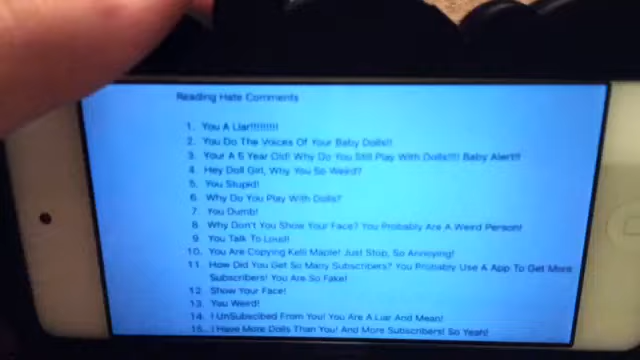 Reading Hate Comments
1. You A Liar!!!!!!!!!
2. You Do The Voices Of Your Baby Dolls!!
3. Your A 5 Year Old! Why Do You Still Play With Dolls!!!! Baby Alert!!
4. Hey Doll Girl, Why You So Weird?
5. You Stupid!
6. Why Do You Play With Dolls?
7. You Dumb!
8. Why Don't You Show Your Face? You Probably Are A Weird Person!
9. You Talk To Loud!
10. You Are Copying Kelli Maple! Just Stop, So Annoying!
11. How Did You Get So Many Subscribers? You Probably Use A App To Get More
Subscribers! You Are So Fake!
12. Show Your Face!
13. You Weird!
14. I UnSubscibed From You! You Are A Liar And Mean!
15. I Have More Dolls Than You! And More Subscribers! So Yeah!